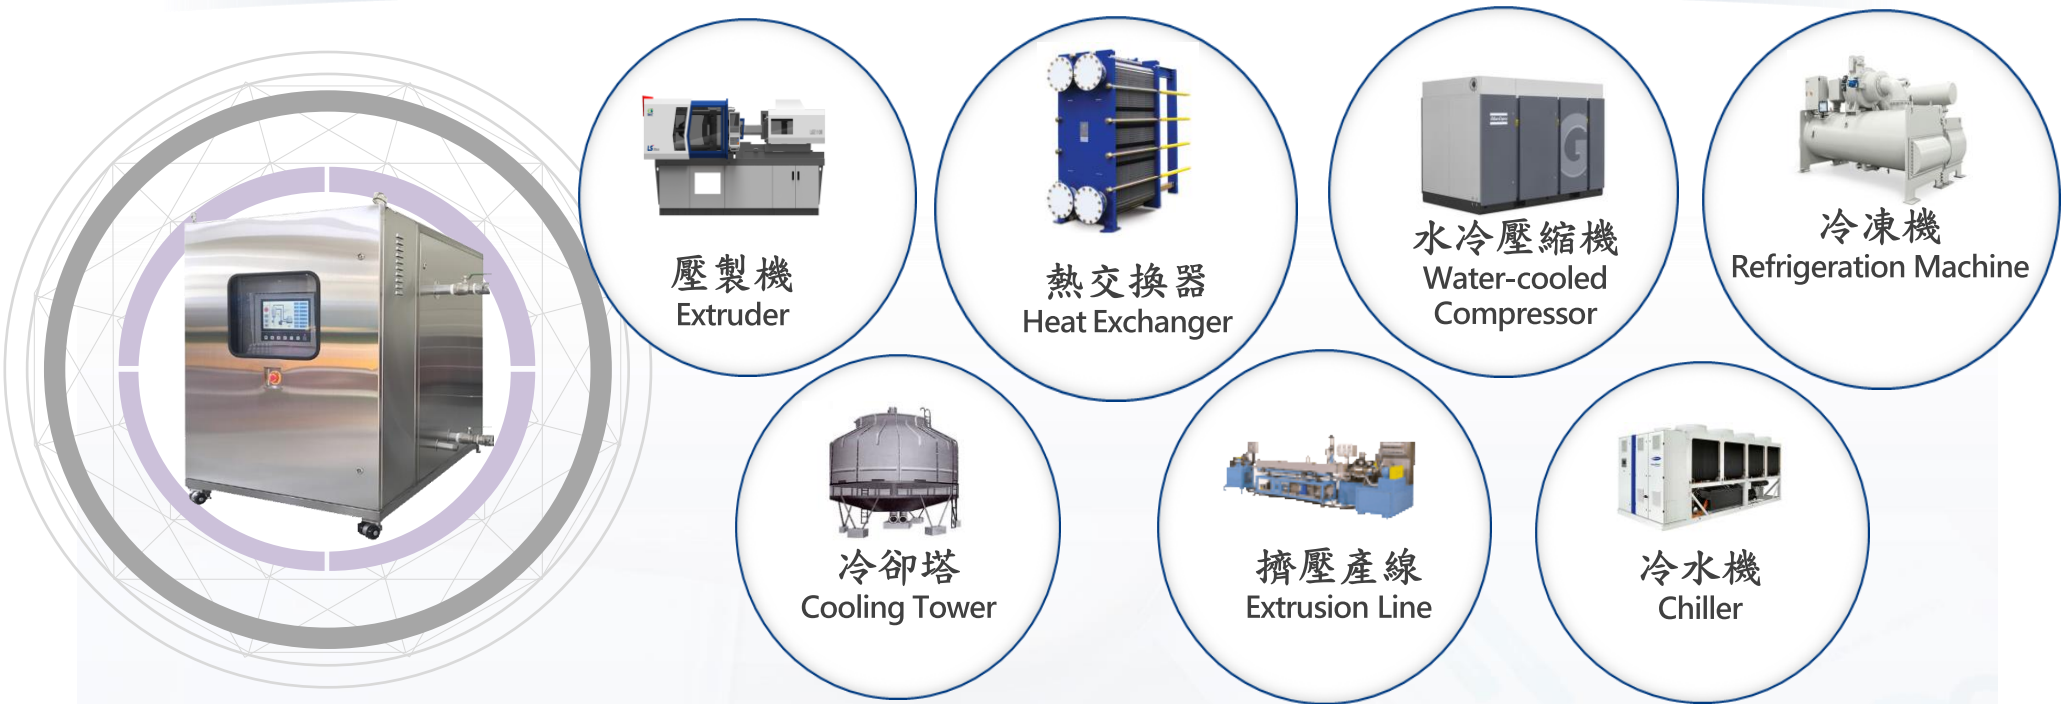 壓製機
Extruder
熱交換器
Heat Exchanger
水冷壓縮機
Water-cooled
Compressor
冷凍機
Refrigeration Machine
冷卻塔
Cooling Tower
擠壓產線
Extrusion Line
冷水機
Chiller
G